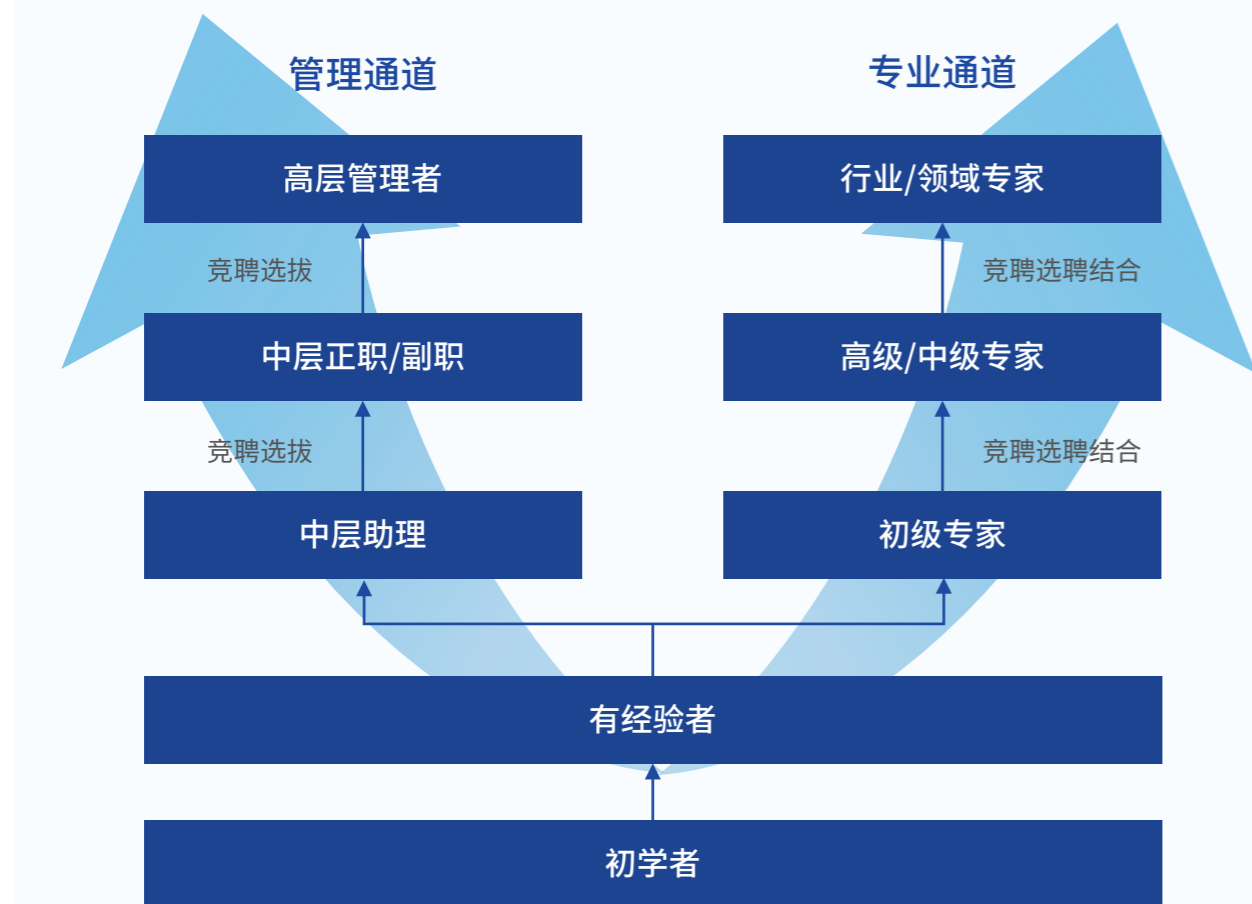 管理通道
专业通道
高层管理者
行业/领域专家
竞聘选拔
竞聘选聘结合
中层正职/副职
高级/中级专家
竞聘选拔
竞聘选聘结合
中层助理
初级专家
有经验者
初学者